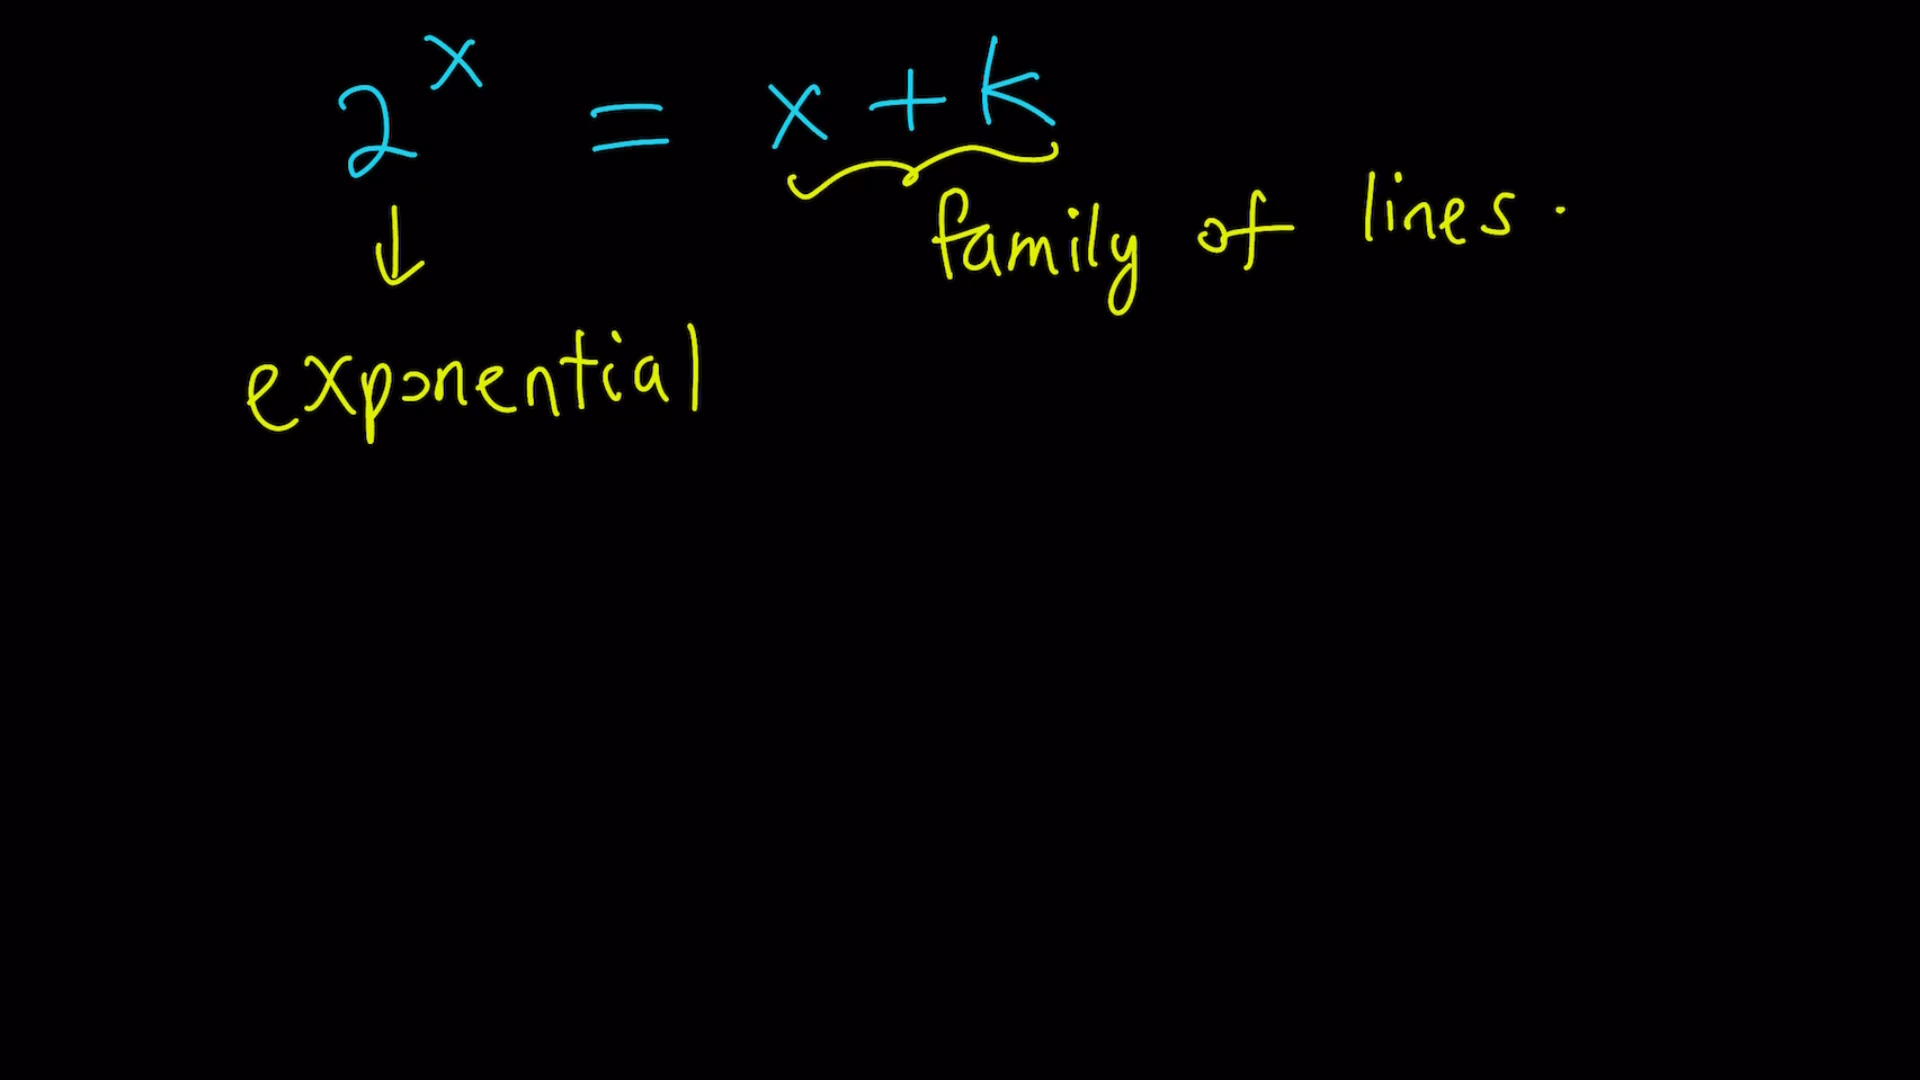 2^x = x + k
family of lines.
exponential